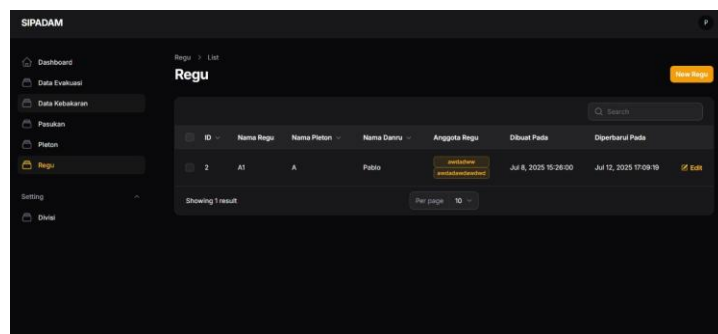 SIPADAM
P
Dashboard
Data Evakuasi
Data Kebakaran
Pasukan
Pleton
Regu
Setting
Divisi
Regu > List
Regu
New Regu
Search
ID Nama Regu Nama Pleton Nama Danru Anggota Regu Dibuat Pada Diperbarui Pada
2 A1 A Pablo awdadww awdadawdawdwd Jul 8, 2025 15:26:00 Jul 12, 2025 17:09:19 Edit
Showing 1 result
Per page 10